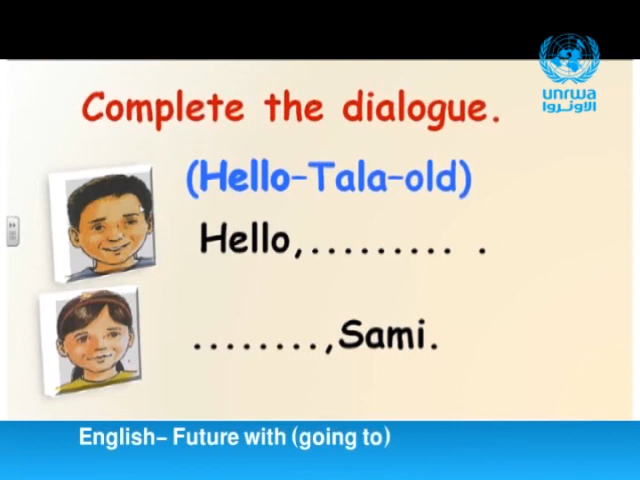 unrwa
الاونروا
Complete the dialogue.
(Hello-Tala-old)
Hello,......... .
........,Sami.
English- Future with (going to)